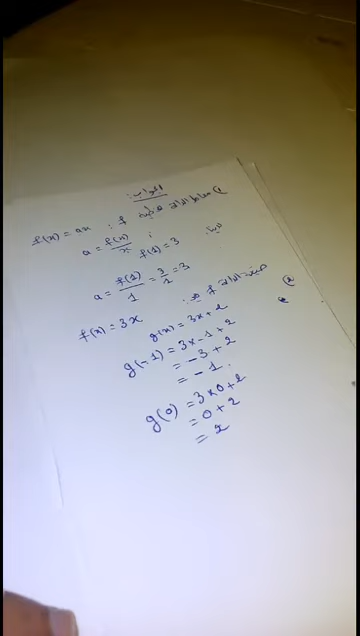 الجواب:
f(x) = ax : f الدالة
a = f(x)/x ;
f(1) = 3
a = f(1)/1 = 3/1 = 3
f(x) = 3x
g(x) = 3x + 2
g(-1) = 3x-1 + 2
= -3 + 2
= -1.
g(0) = 3x0 + 2
= 0 + 2
= 2